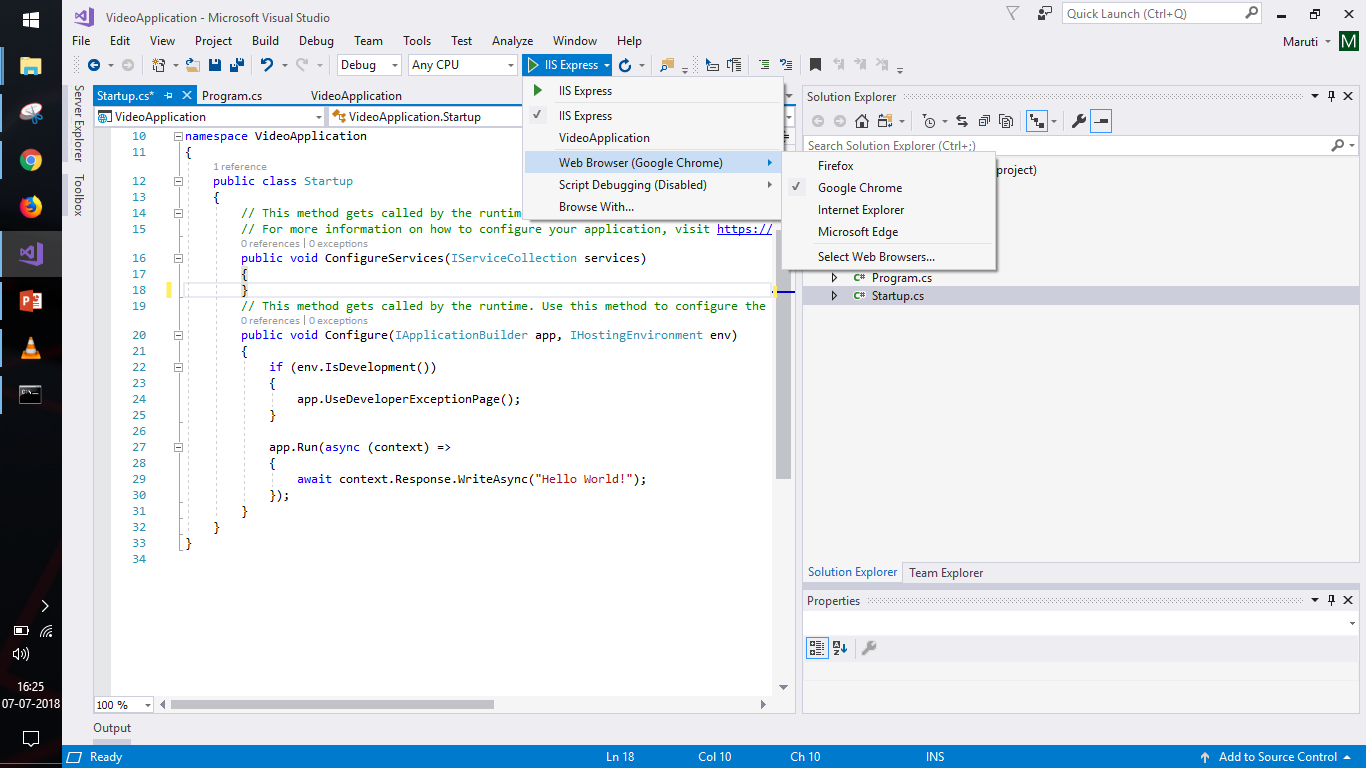 VideoApplication - Microsoft Visual Studio
Quick Launch (Ctrl+Q)
File Edit View Project Build Debug Team Tools Test Analyze Window Help
Maruti M
Debug Any CPU IIS Express
Server Explorer
Toolbox
Startup.cs* Program.cs VideoApplication
VideoApplication VideoApplication.Startup
IIS Express
IIS Express
VideoApplication
Web Browser (Google Chrome)
Script Debugging (Disabled)
Browse With...
Firefox
Google Chrome
Internet Explorer
Microsoft Edge
Select Web Browsers...
10 namespace VideoApplication
11 {
1 reference
12 public class Startup
13 {
14 // This method gets called by the runtime.
15 // For more information on how to configure your application, visit https://
0 references | 0 exceptions
16 public void ConfigureServices(IServiceCollection services)
17 {
18 }
19 // This method gets called by the runtime. Use this method to configure the
0 references | 0 exceptions
20 public void Configure(IApplicationBuilder app, IHostingEnvironment env)
21 {
22 if (env.IsDevelopment())
23 {
24 app.UseDeveloperExceptionPage();
25 }
26
27 app.Run(async (context) =>
28 {
29 await context.Response.WriteAsync("Hello World!");
30 });
31 }
32 }
33 }
34
100 %
Output
Solution Explorer
Search Solution Explorer (Ctrl+;)
project)
C# Program.cs
C# Startup.cs
Solution Explorer Team Explorer
Properties
16:25
07-07-2018
Ready Ln 18 Col 10 Ch 10 INS Add to Source Control